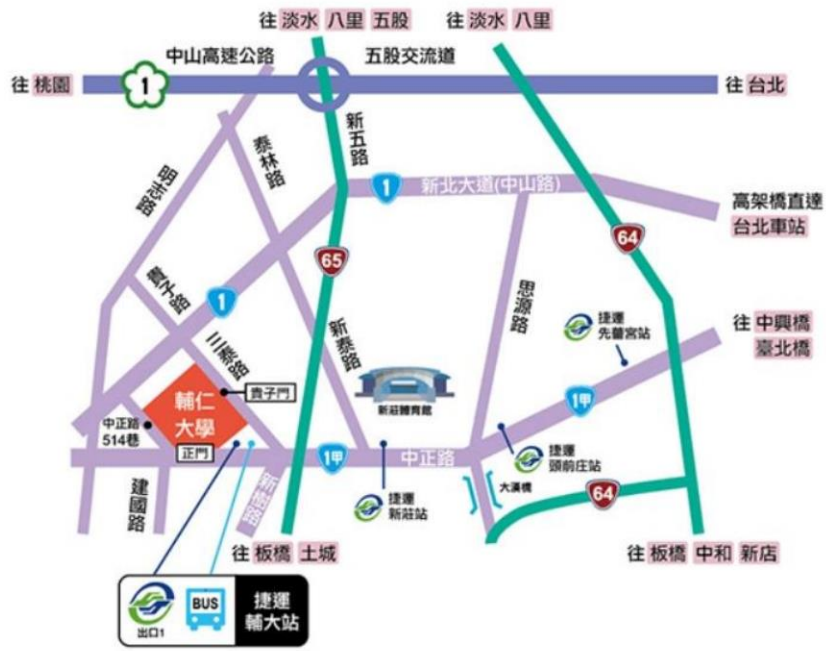 往 淡水 八里 五股
往 淡水 八里
中山高速公路
五股交流道
往 桃園
1
往 台北
新五路
泰林路
明志路
1
新北大道(中山路)
高架橋直達
台北車站
64
65
思源路
貴子路
1
三泰路
新泰路
捷運
先嗇宮站
往 中興橋
臺北橋
貴子門
輔仁
大學
新莊體育館
1甲
中正路
514巷
正門
1甲
中正路
捷運
頭前庄站
大漢橋
64
建國路
新樹路
捷運
新莊站
往 板橋 土城
往 板橋 中和 新店
出口1
BUS
捷運
輔大站